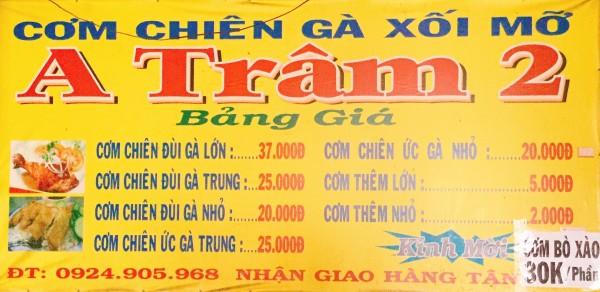 CƠM CHIÊN GÀ XỐI MỠ
A TRÂM 2
Bảng Giá
CƠM CHIÊN ĐÙI GÀ LỚN :......37.000Đ
CƠM CHIÊN ĐÙI GÀ TRUNG :....25.000Đ
CƠM CHIÊN ĐÙI GÀ NHỎ :......20.000Đ
CƠM CHIÊN ỨC GÀ TRUNG :....25.000Đ
CƠM CHIÊN ỨC GÀ NHỎ :......20.000Đ
CƠM THÊM LỚN :...............5.000Đ
CƠM THÊM NHỎ :...............2.000Đ
Kính Mời
CƠM BÒ XÀO
30K/Phần
ĐT: 0924.905.968 NHẬN GIAO HÀNG TẬN